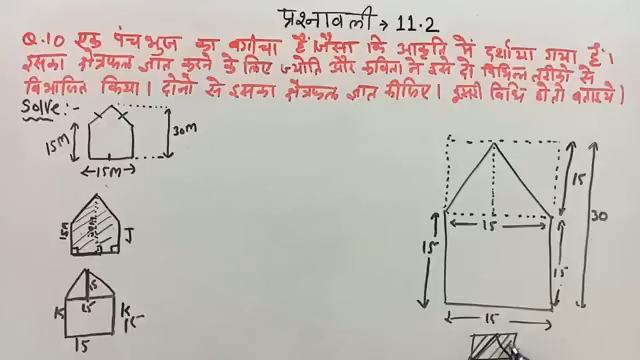 प्रश्नावली → 11.2
Q.10 एक पंचभुज का बगीचा है जैसा कि आकृति में दर्शाया गया है।
इसका क्षेत्रफल ज्ञात करने के लिए ज्योति और कविता ने इसे दो विभिन्न तरीको से
विभाजित किया। दोनो से इसका क्षेत्रफल ज्ञात कीजिए। दूसरी विधि हो तो बताइये।
Solve:-
15M
30M
15M
15M
J
15
15
K
15
15
15
30
15
15
15
15